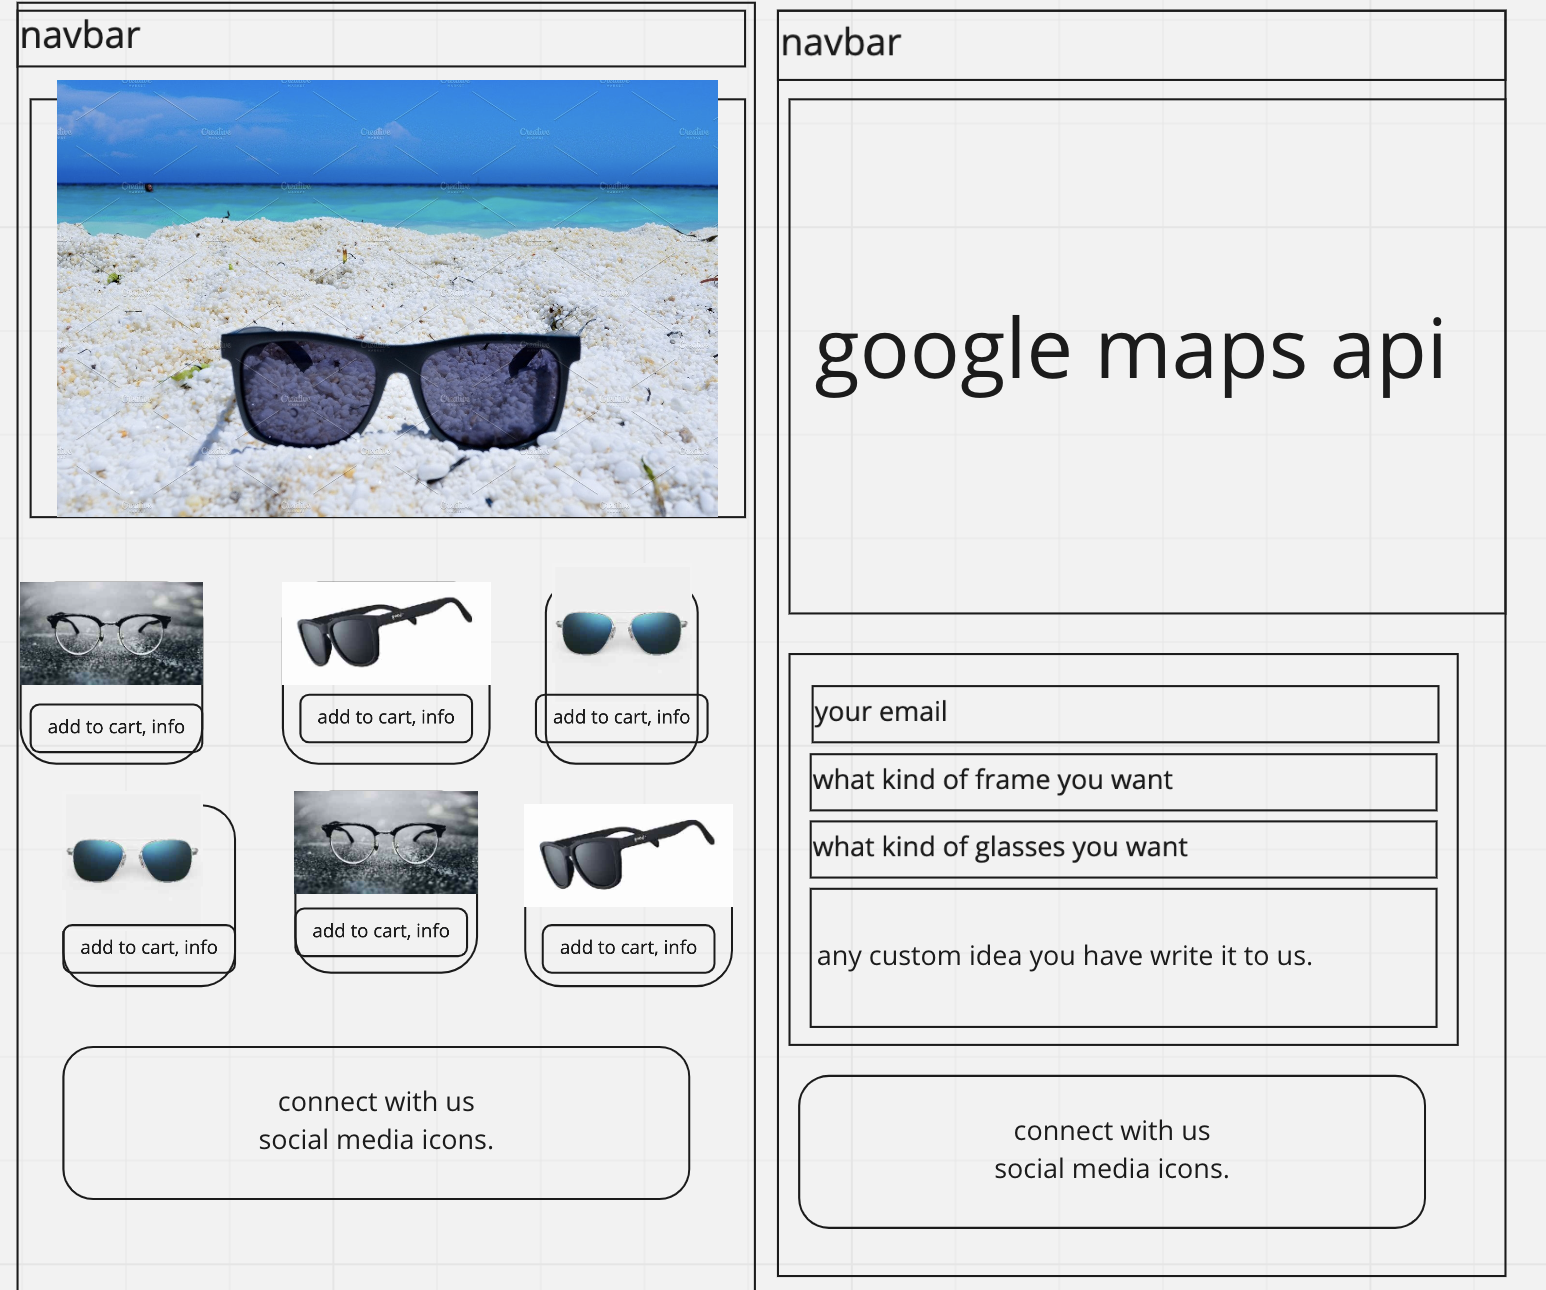 navbar
add to cart, info
add to cart, info
add to cart, info
add to cart, info
add to cart, info
add to cart, info
connect with us
social media icons.
navbar
google maps api
your email
what kind of frame you want
what kind of glasses you want
any custom idea you have write it to us.
connect with us
social media icons.